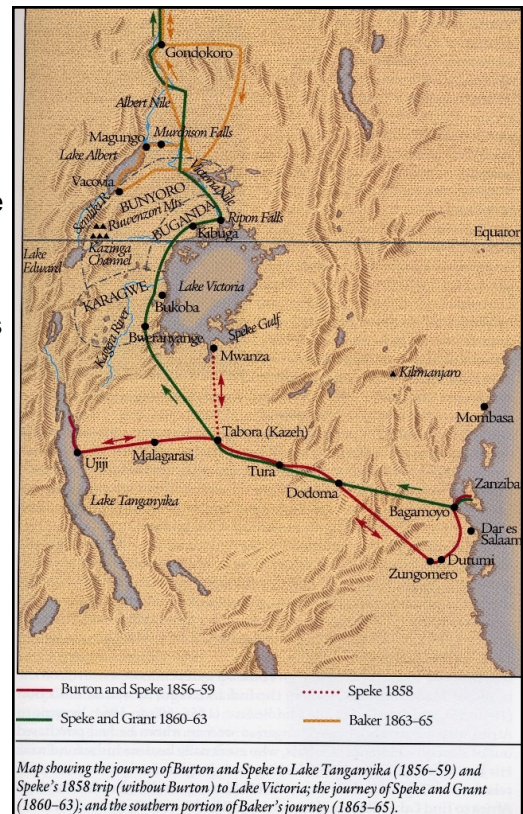 Gondokoro
Albert Nile
Magungo
Murchison Falls
Lake Albert
Vacovia
Victoria Nile
Semliki R.
BUNYORO
Ruwenzori Mts.
BUGANDA
Ripon Falls
Kibuga
Equator
Kazinga
Channel
Lake
Edward
Lake Victoria
KARAGWE
Bukoba
Kagera River
Bweranyange
Speke Gulf
Mwanza
Kilimanjaro
Mombasa
Tabora (Kazeh)
Malagarasi
Ujiji
Tura
Dodoma
Zanziba
Lake Tanganyika
Bagamoyo
Dar es
Salaam
Dutumi
Zungomero
Burton and Speke 1856–59
Speke 1858
Speke and Grant 1860–63
Baker 1863–65
Map showing the journey of Burton and Speke to Lake Tanganyika (1856–59) and
Speke's 1858 trip (without Burton) to Lake Victoria; the journey of Speke and Grant
(1860–63); and the southern portion of Baker's journey (1863–65).